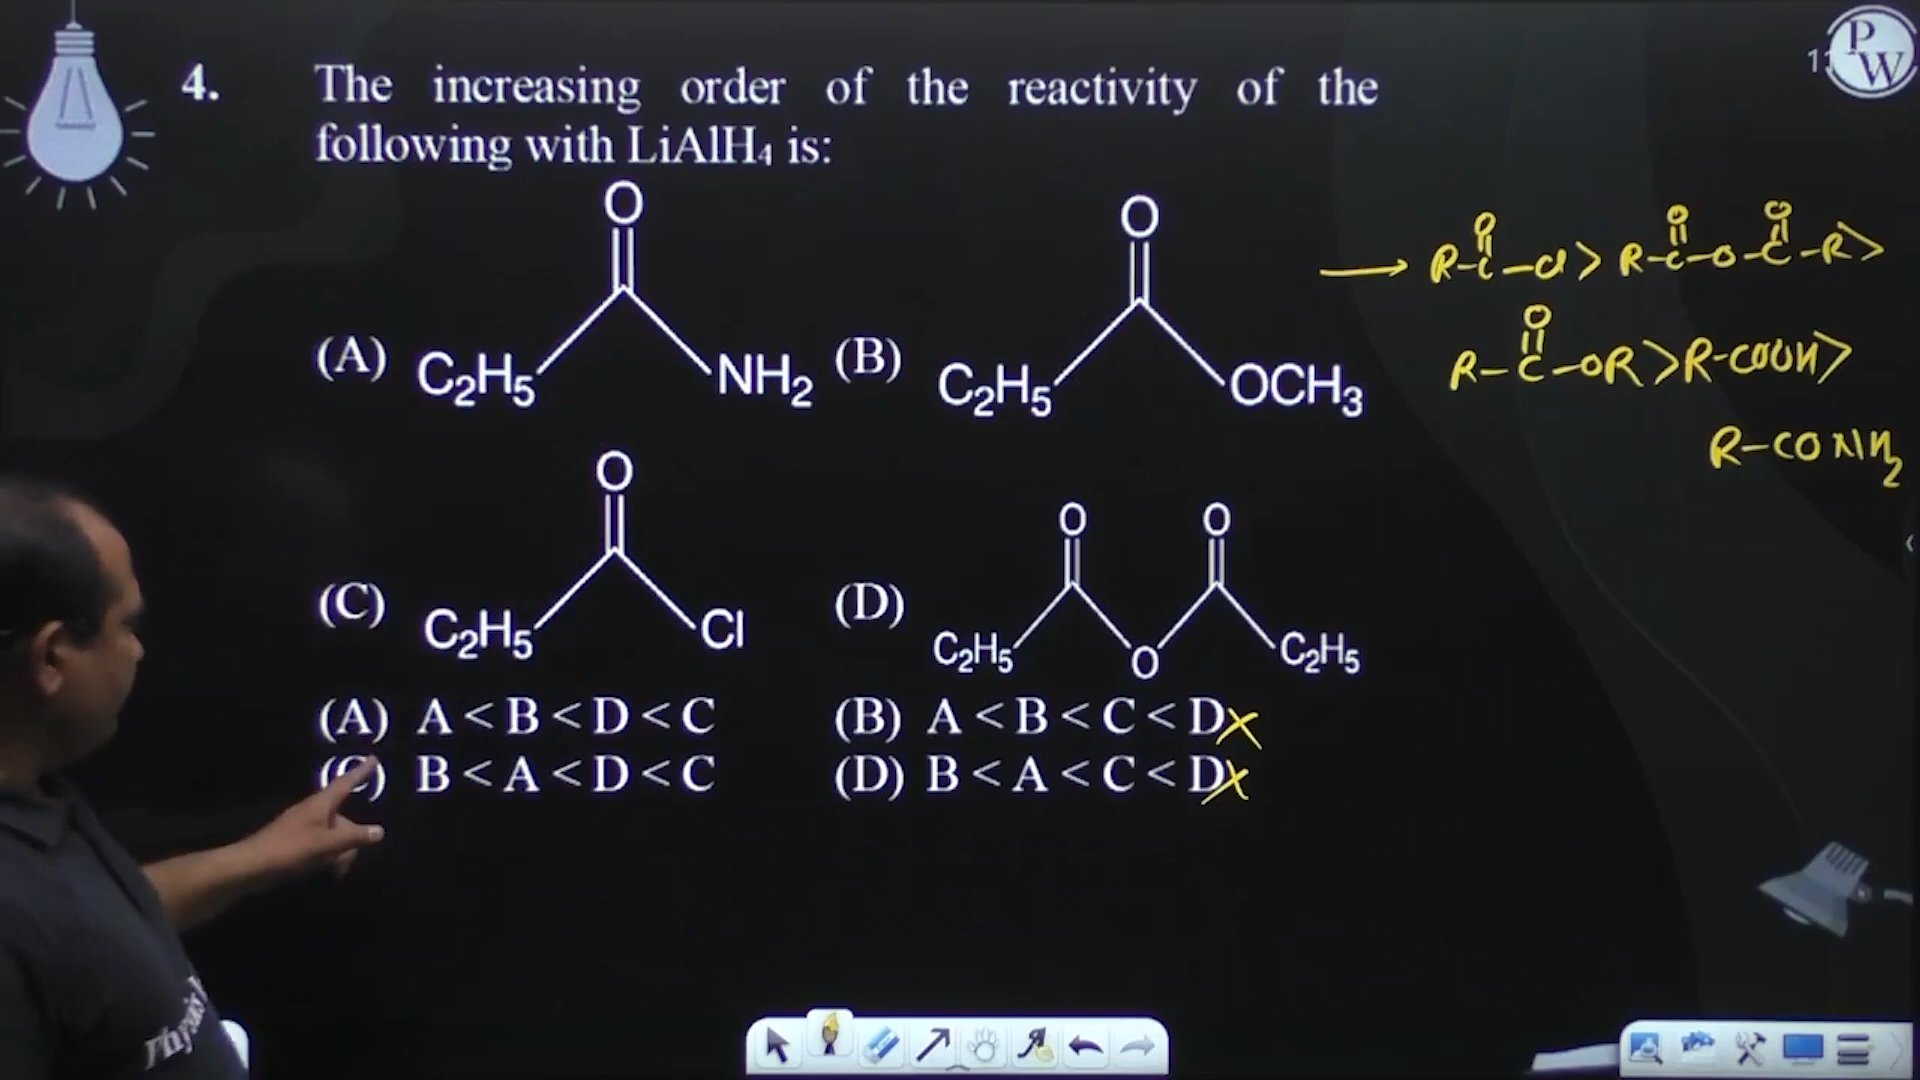 4. The increasing order of the reactivity of the
following with LiAlH4 is:
(A) C2H5 O NH2 (B) C2H5 O OCH3
(C) C2H5 O Cl (D) C2H5 O O O C2H5
(A) A < B < D < C (B) A < B < C < D x
(C) B < A < D < C (D) B < A < C < D x
→ R-C(=O)-Cl > R-C(=O)-O-C(=O)-R >
R-C(=O)-OR > R-COOH >
R-CONH2
PW